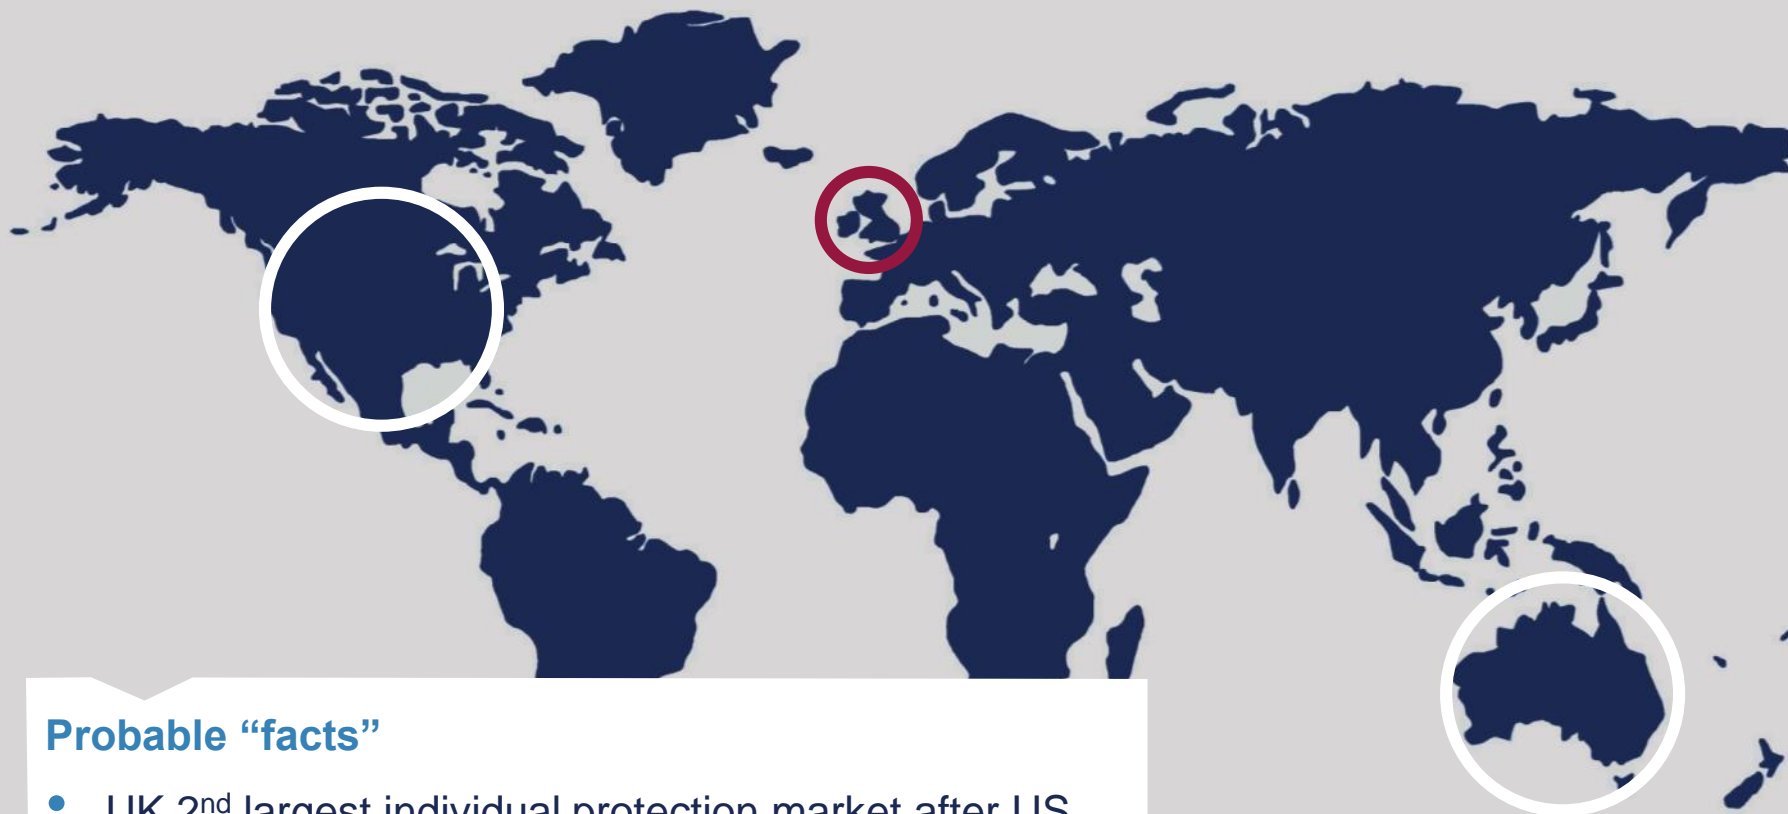 Probable “facts”
• UK 2nd largest individual protection market after US